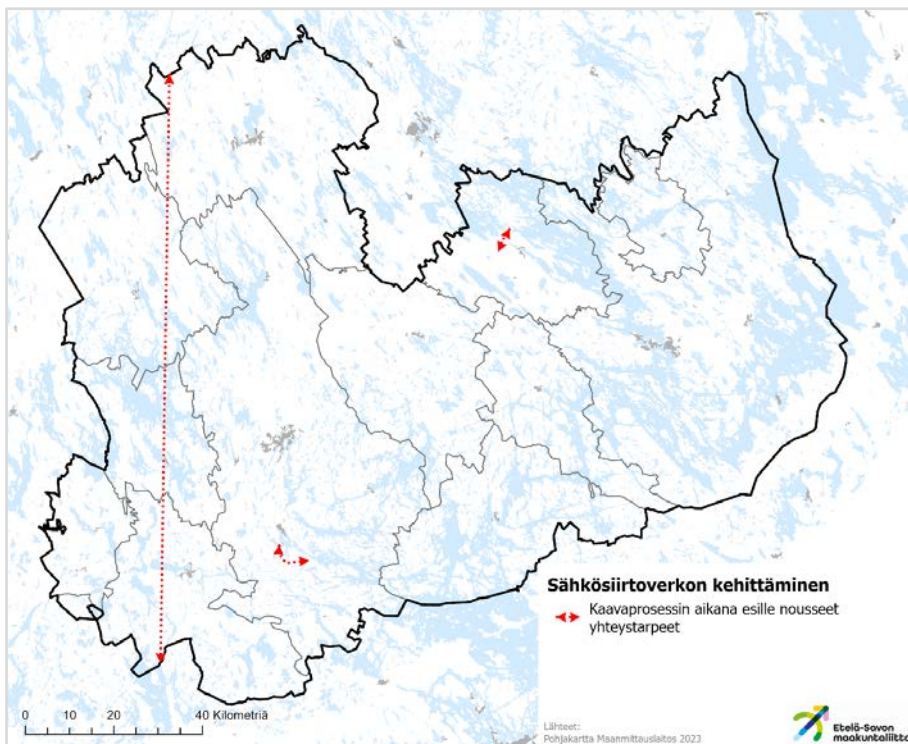 Sähkösiirtoverkon kehittäminen
Kaavaprosessin aikana esille nousseet
yhteystarpeet
0 10 20 40 Kilometriä
Lähteet:
Pohjakartta Maanmittauslaitos 2023
Etelä-Savon
maakuntaliitto